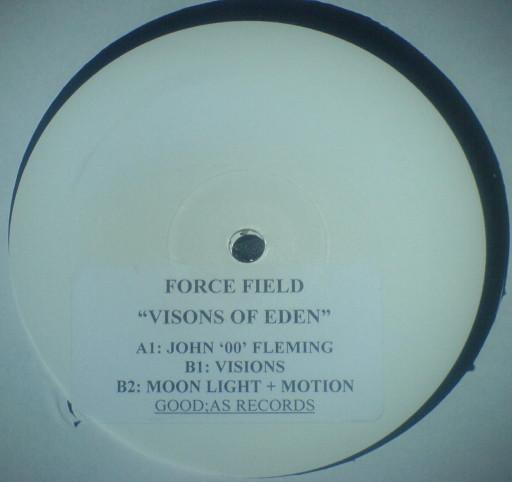 FORCE FIELD
“VISONS OF EDEN”
A1: JOHN ‘00’ FLEMING
B1: VISIONS
B2: MOON LIGHT + MOTION
GOOD;AS RECORDS